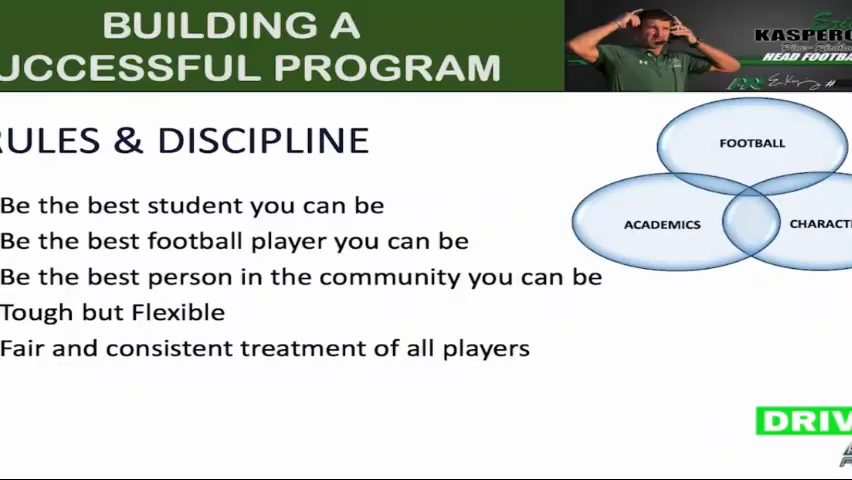 BUILDING A
UCCESSFUL PROGRAM
KASPERO
HEAD FOOTBA
RULES & DISCIPLINE
FOOTBALL
ACADEMICS
CHARACT
Be the best student you can be
Be the best football player you can be
Be the best person in the community you can be
Tough but Flexible
Fair and consistent treatment of all players
DRIV